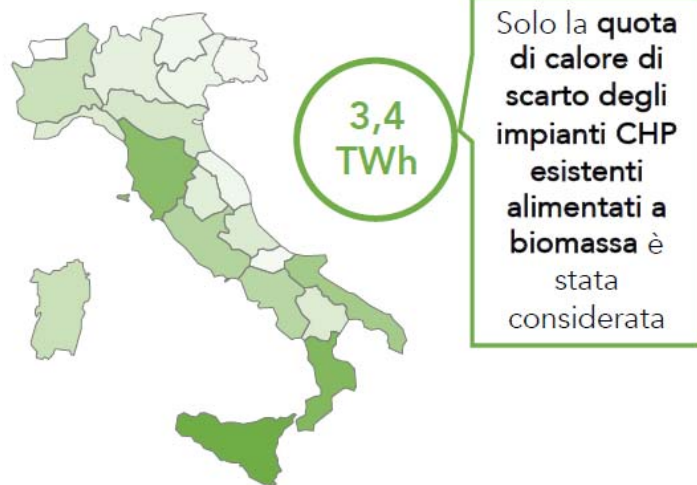 3,4
TWh
Solo la quota
di calore di
scarto degli
impianti CHP
esistenti
alimentati a
biomassa è
stata
considerata